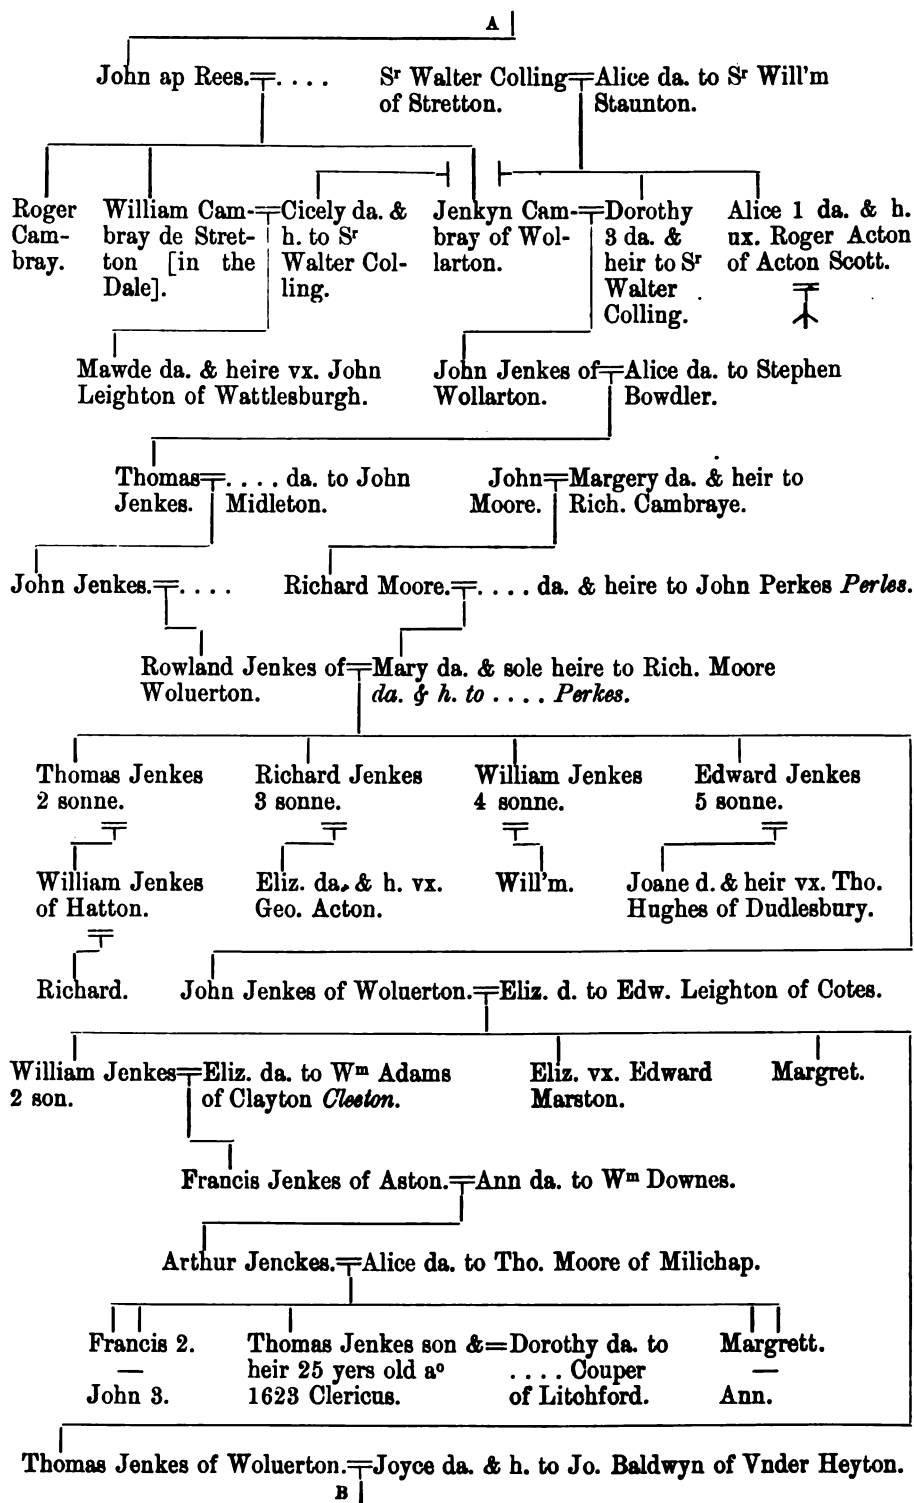 A
John ap Rees. . . . .
Sr Walter Colling
of Stretton.
Alice da. to Sr Will'm
Staunton.
Roger
Cam-
bray.
William Cam-
bray de Stret-
ton [in the
Dale].
Cicely da. &
h. to Sr
Walter Col-
ling.
Jenkyn Cam-
bray of Wol-
larton.
Dorothy
3 da. &
heir to Sr
Walter
Colling.
Alice 1 da. & h.
ux. Roger Acton
of Acton Scott.
Mawde da. & heire vx. John
Leighton of Wattlesburgh.
John Jenkes of
Wollarton.
Alice da. to Stephen
Bowdler.
Thomas
Jenkes.
. . . . da. to John
Midleton.
John
Moore.
Margery da. & heir to
Rich. Cambraye.
John Jenkes. . . . .
Richard Moore. . . . . da. & heire to John Perkes Perles.
Rowland Jenkes of
Woluerton.
Mary da. & sole heire to Rich. Moore
da. & h. to . . . . Perkes.
Thomas Jenkes
2 sonne.
Richard Jenkes
3 sonne.
William Jenkes
4 sonne.
Edward Jenkes
5 sonne.
William Jenkes
of Hatton.
Eliz. da. & h. vx.
Geo. Acton.
Will'm.
Joane d. & heir vx. Tho.
Hughes of Dudlesbury.
Richard.
John Jenkes of Woluerton. Eliz. d. to Edw. Leighton of Cotes.
William Jenkes
2 son.
Eliz. da. to Wm Adams
of Clayton Cleeton.
Eliz. vx. Edward
Marston.
Margret.
Francis Jenkes of Aston. Ann da. to Wm Downes.
Arthur Jenckes. Alice da. to Tho. Moore of Milichap.
Francis 2.
—
John 3.
Thomas Jenkes son &
heir 25 yers old ao
1623 Clericus.
=Dorothy da. to
. . . . Couper
of Litchford.
Margrett.
—
Ann.
Thomas Jenkes of Woluerton. Joyce da. & h. to Jo. Baldwyn of Vnder Heyton.
B